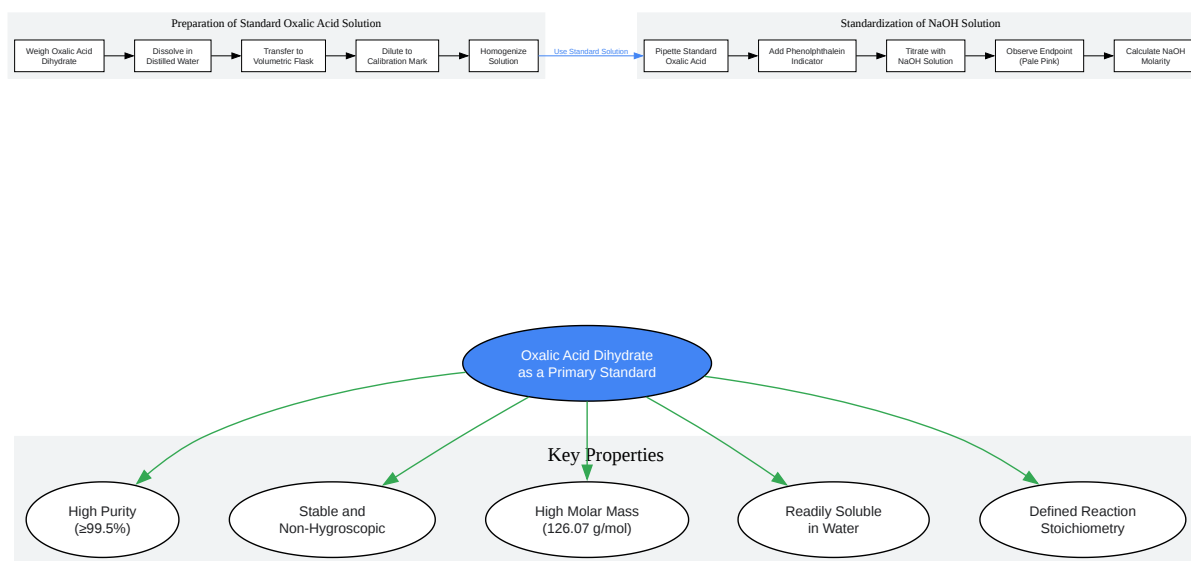 Preparation of Standard Oxalic Acid Solution
Weigh Oxalic Acid
Dihydrate
Dissolve in
Distilled Water
Transfer to
Volumetric Flask
Dilute to
Calibration Mark
Homogenize
Solution
Use Standard Solution
Standardization of NaOH Solution
Pipette Standard
Oxalic Acid
Add Phenolphthalein
Indicator
Titrate with
NaOH Solution
Observe Endpoint
(Pale Pink)
Calculate NaOH
Molarity
Oxalic Acid Dihydrate
as a Primary Standard
Key Properties
High Purity
(≥99.5%)
Stable and
Non-Hygroscopic
High Molar Mass
(126.07 g/mol)
Readily Soluble
in Water
Defined Reaction
Stoichiometry